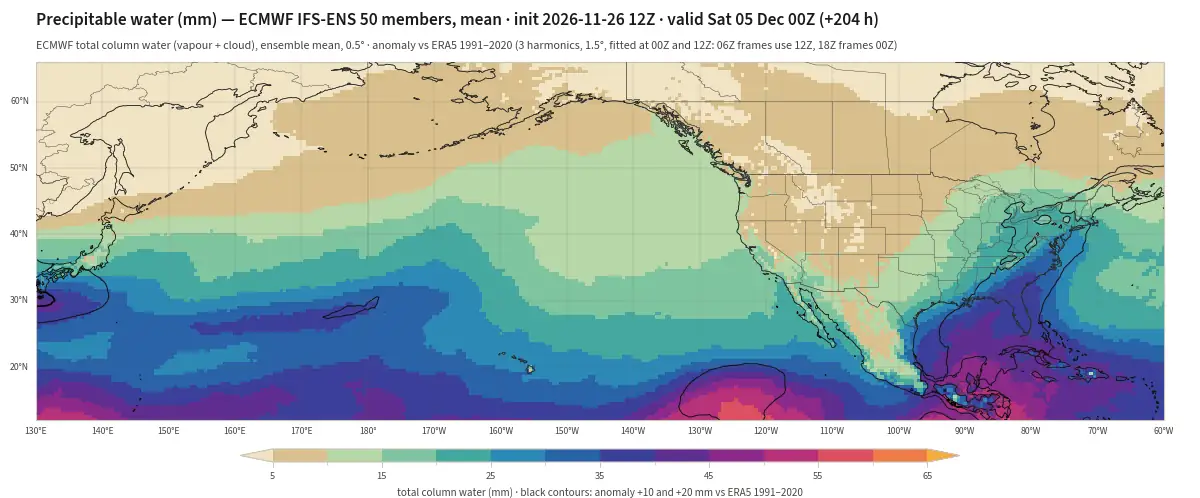 Precipitable water (mm) — ECMWF IFS-ENS 50 members, mean · init 2026-11-26 12Z · valid Sat 05 Dec 00Z (+204 h)
ECMWF total column water (vapour + cloud), ensemble mean, 0.5° · anomaly vs ERA5 1991–2020 (3 harmonics, 1.5°, fitted at 00Z and 12Z: 06Z frames use 12Z, 18Z frames 00Z)
60°N
50°N
40°N
30°N
20°N
130°E 140°E 150°E 160°E 170°E 180° 170°W 160°W 150°W 140°W 130°W 120°W 110°W 100°W 90°W 80°W 70°W 60°W
5 15 25 35 45 55 65
total column water (mm) · black contours: anomaly +10 and +20 mm vs ERA5 1991–2020